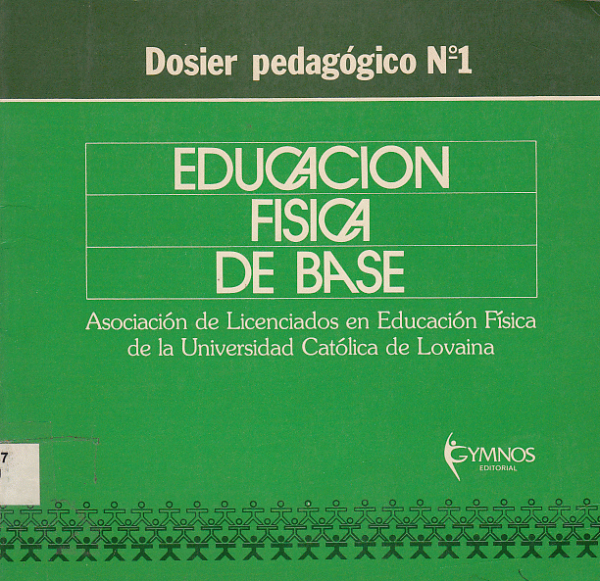 Dosier pedagógico Nº1
EDUCACION
FISICA
DE BASE
Asociación de Licenciados en Educación Física
de la Universidad Católica de Lovaina
7
GYMNOS
EDITORIAL